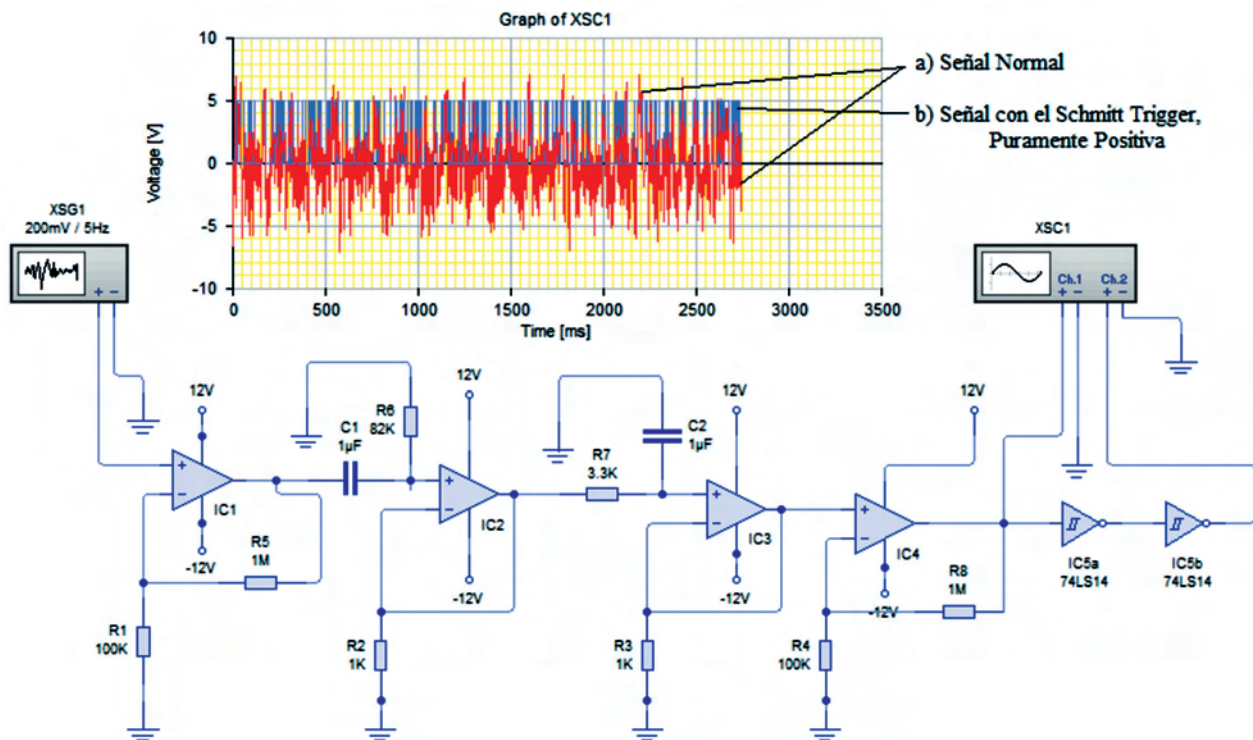 Graph of XSC1
10
5
0
-5
-10
Voltage [V]
0 500 1000 1500 2000 2500 3000 3500
Time [ms]
a) Señal Normal
b) Señal con el Schmitt Trigger,
Puramente Positiva
XSG1
200mV / 5Hz
+ −
XSC1
Ch.1 Ch.2
+ − + −
12V
+
−
IC1
-12V
R5
1M
R1
100K
C1
1µF
R6
82K
12V
+
−
IC2
-12V
R2
1K
R7
3.3K
C2
1µF
12V
+
−
IC3
-12V
R3
1K
12V
+
−
IC4
-12V
R8
1M
R4
100K
IC5a
74LS14
IC5b
74LS14